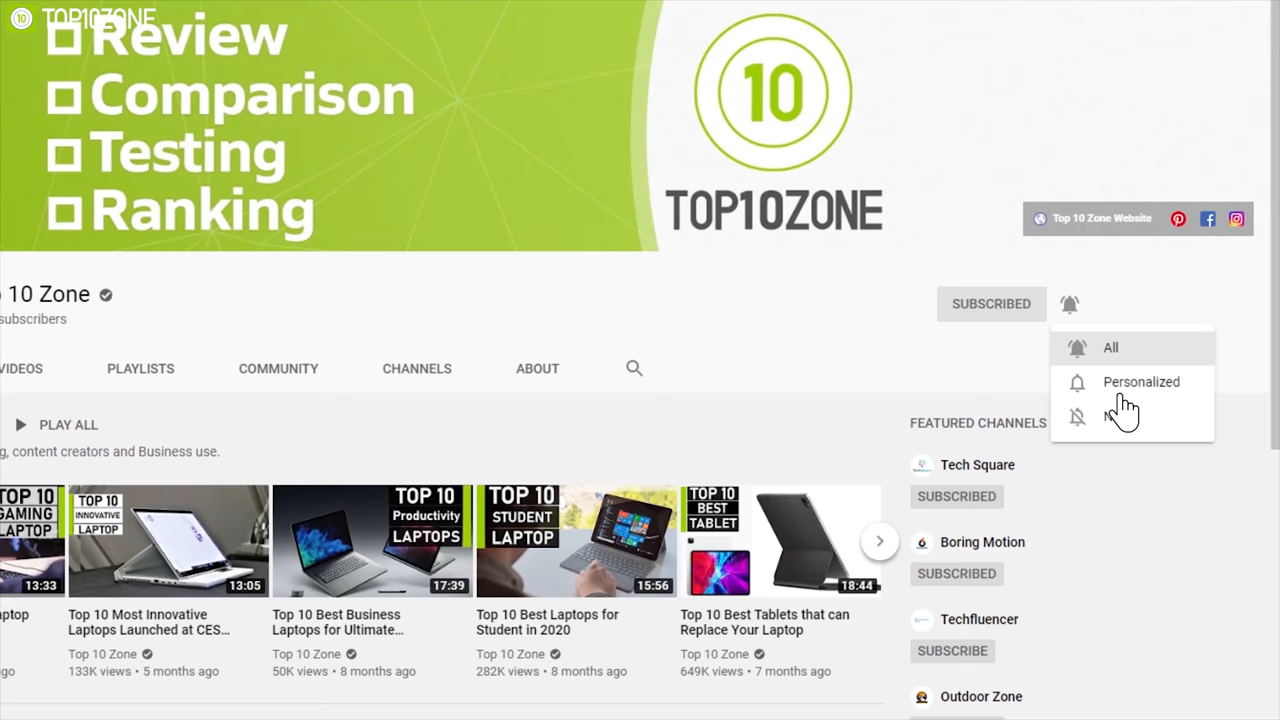 10 TOP10ZONE
Review
Comparison
Testing
Ranking
10
TOP10ZONE
Top 10 Zone Website
10 Zone
subscribers
SUBSCRIBED
All
Personalized
N
VIDEOS
PLAYLISTS
COMMUNITY
CHANNELS
ABOUT
PLAY ALL
g, content creators and Business use.
FEATURED CHANNELS
Tech Square
SUBSCRIBED
Boring Motion
SUBSCRIBED
Techfluencer
SUBSCRIBE
Outdoor Zone
TOP 10
GAMING
LAPTOP
13:33
TOP 10
INNOVATIVE
LAPTOP
13:05
TOP 10
Productivity
LAPTOPS
17:39
TOP 10
STUDENT
LAPTOP
15:56
TOP 10
BEST
TABLET
18:44
aptop
ago
Top 10 Most Innovative
Laptops Launched at CES...
Top 10 Zone
133K views • 5 months ago
Top 10 Best Business
Laptops for Ultimate...
Top 10 Zone
50K views • 8 months ago
Top 10 Best Laptops for
Student in 2020
Top 10 Zone
282K views • 8 months ago
Top 10 Best Tablets that can
Replace Your Laptop
Top 10 Zone
649K views • 7 months ago